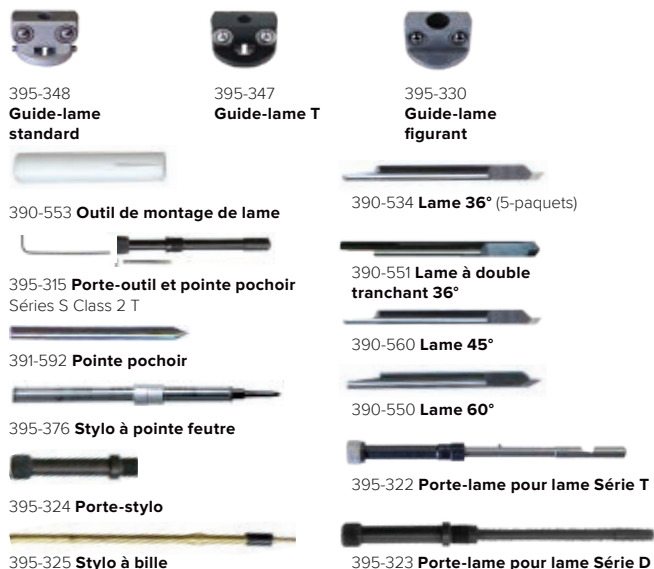 395-348
Guide-lame
standard
395-347
Guide-lame T
395-330
Guide-lame
figurant
390-553 Outil de montage de lame
395-315 Porte-outil et pointe pochoir
Séries S Class 2 T
391-592 Pointe pochoir
395-376 Stylo à pointe feutre
395-324 Porte-stylo
395-325 Stylo à bille
390-534 Lame 36° (5-paquets)
390-551 Lame à double
tranchant 36°
390-560 Lame 45°
390-550 Lame 60°
395-322 Porte-lame pour lame Série T
395-323 Porte-lame pour lame Série D